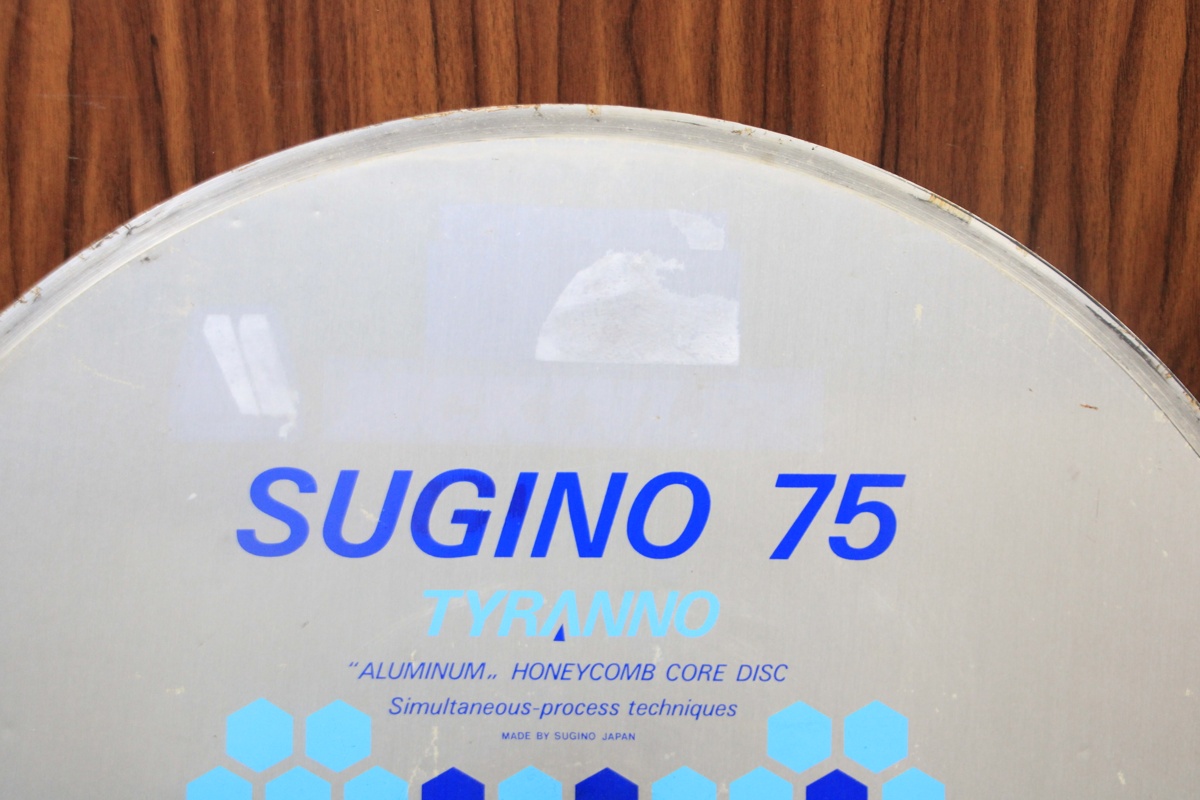 SUGINO 75
TYRANNO
“ALUMINUM„ HONEYCOMB CORE DISC
Simultaneous-process techniques
MADE BY SUGINO JAPAN